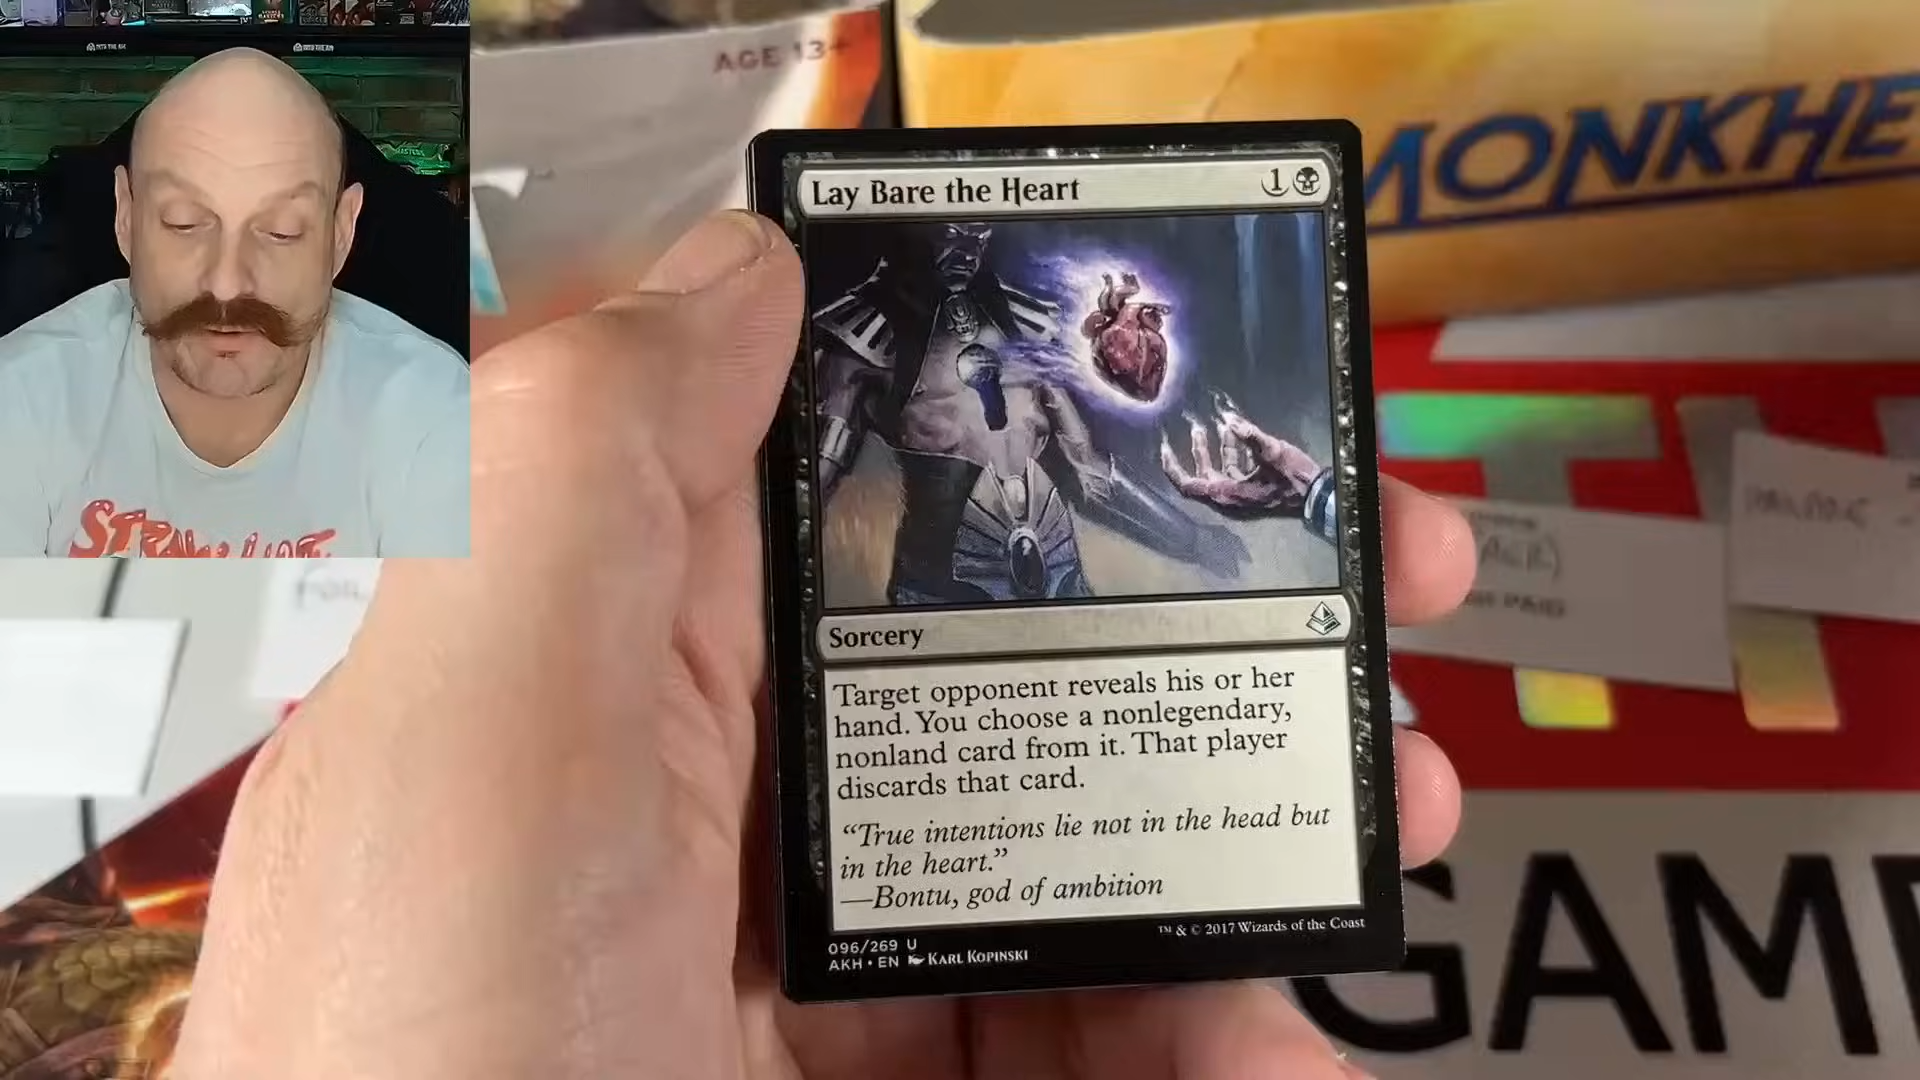 AGE 13+
MONKHE
Lay Bare the Heart
1
Sorcery
Target opponent reveals his or her
hand. You choose a nonlegendary,
nonland card from it. That player
discards that card.
“True intentions lie not in the head but
in the heart.”
—Bontu, god of ambition
™ & © 2017 Wizards of the Coast
096/269 U
AKH • EN KARL KOPINSKI
PAID
GAME